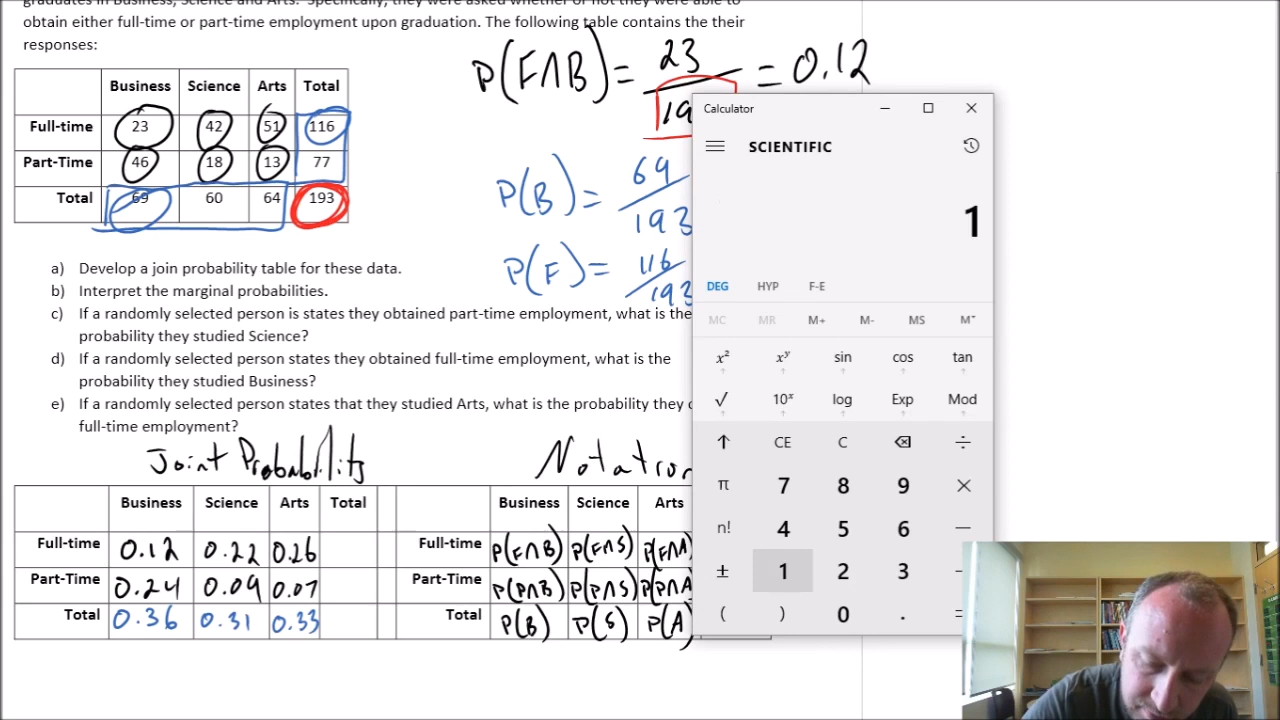 graduates in Business, Science and Arts. Specifically, they were asked whether or not they were able to
obtain either full-time or part-time employment upon graduation. The following table contains the their
responses:
Business Science Arts Total
Full-time 23 42 51 116
Part-Time 46 18 13 77
Total 69 60 64 193
P(F∩B) = 23/19 = 0.12
P(B) = 69/193
P(F) = 116/193
a) Develop a join probability table for these data.
b) Interpret the marginal probabilities.
c) If a randomly selected person is states they obtained part-time employment, what is the
probability they studied Science?
d) If a randomly selected person states they obtained full-time employment, what is the
probability they studied Business?
e) If a randomly selected person states that they studied Arts, what is the probability they
full-time employment?
Joint Probability
Business Science Arts Total
Full-time 0.12 0.22 0.26
Part-Time 0.24 0.09 0.07
Total 0.36 0.31 0.33
Notation
Business Science Arts
Full-time P(F∩B) P(F∩S) P(F∩A)
Part-Time P(P∩B) P(P∩S) P(P∩A)
Total P(B) P(S) P(A)
Calculator
SCIENTIFIC
1
DEG HYP F-E
MC MR M+ M- MS M˅
x² xʸ sin cos tan
√ 10ˣ log Exp Mod
↑ CE C ⌫ ÷
π 7 8 9 ×
n! 4 5 6 −
± 1 2 3
( ) 0 . =